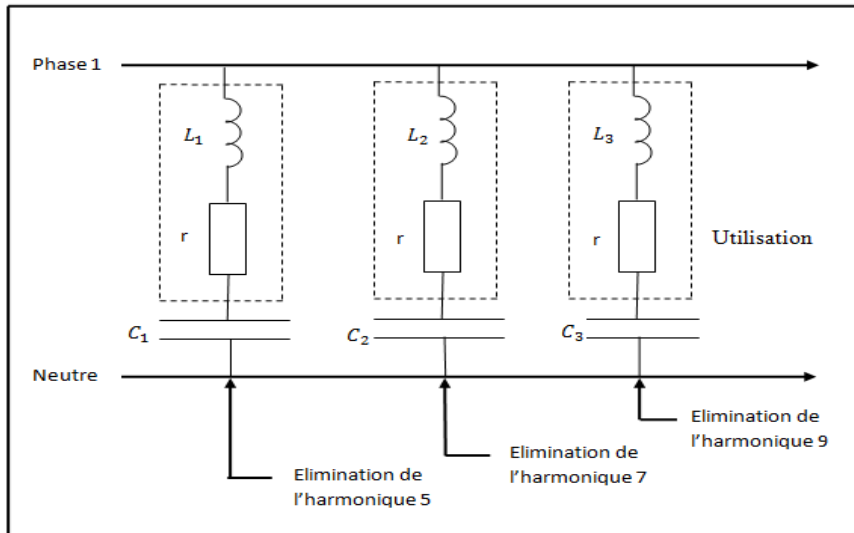 Phase 1
L₁
L₂
L₃
r
r
r
Utilisation
C₁
C₂
C₃
Neutre
Elimination de
l'harmonique 5
Elimination de
l'harmonique 7
Elimination de
l'harmonique 9